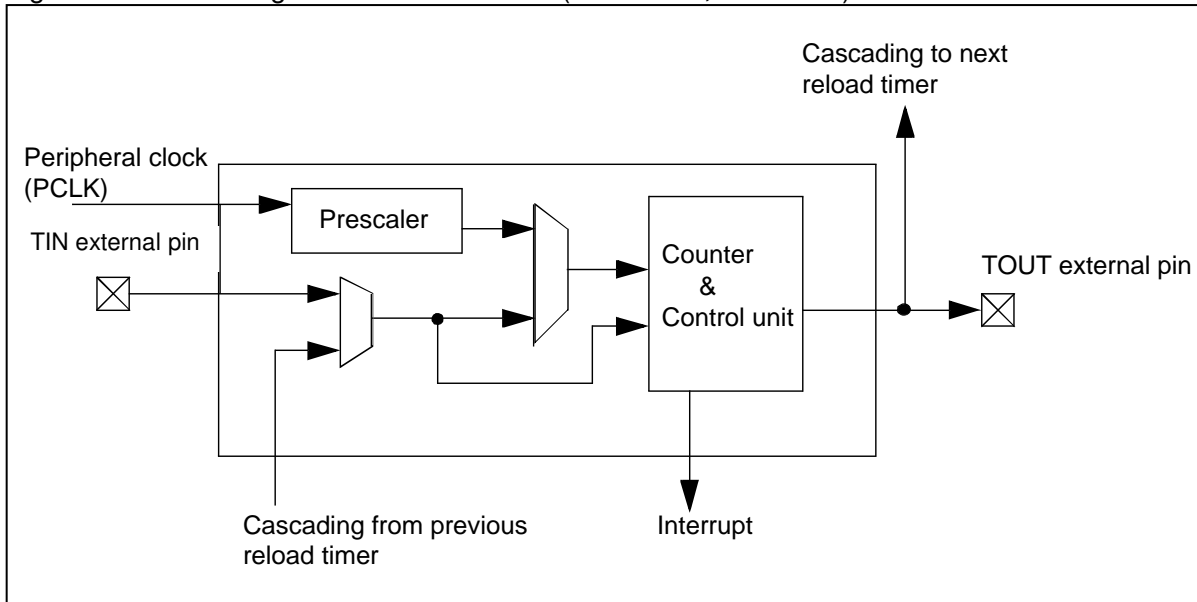 Cascading to next
reload timer
Peripheral clock
(PCLK)
Prescaler
TIN external pin
Counter
&
Control unit
TOUT external pin
Cascading from previous
reload timer
Interrupt